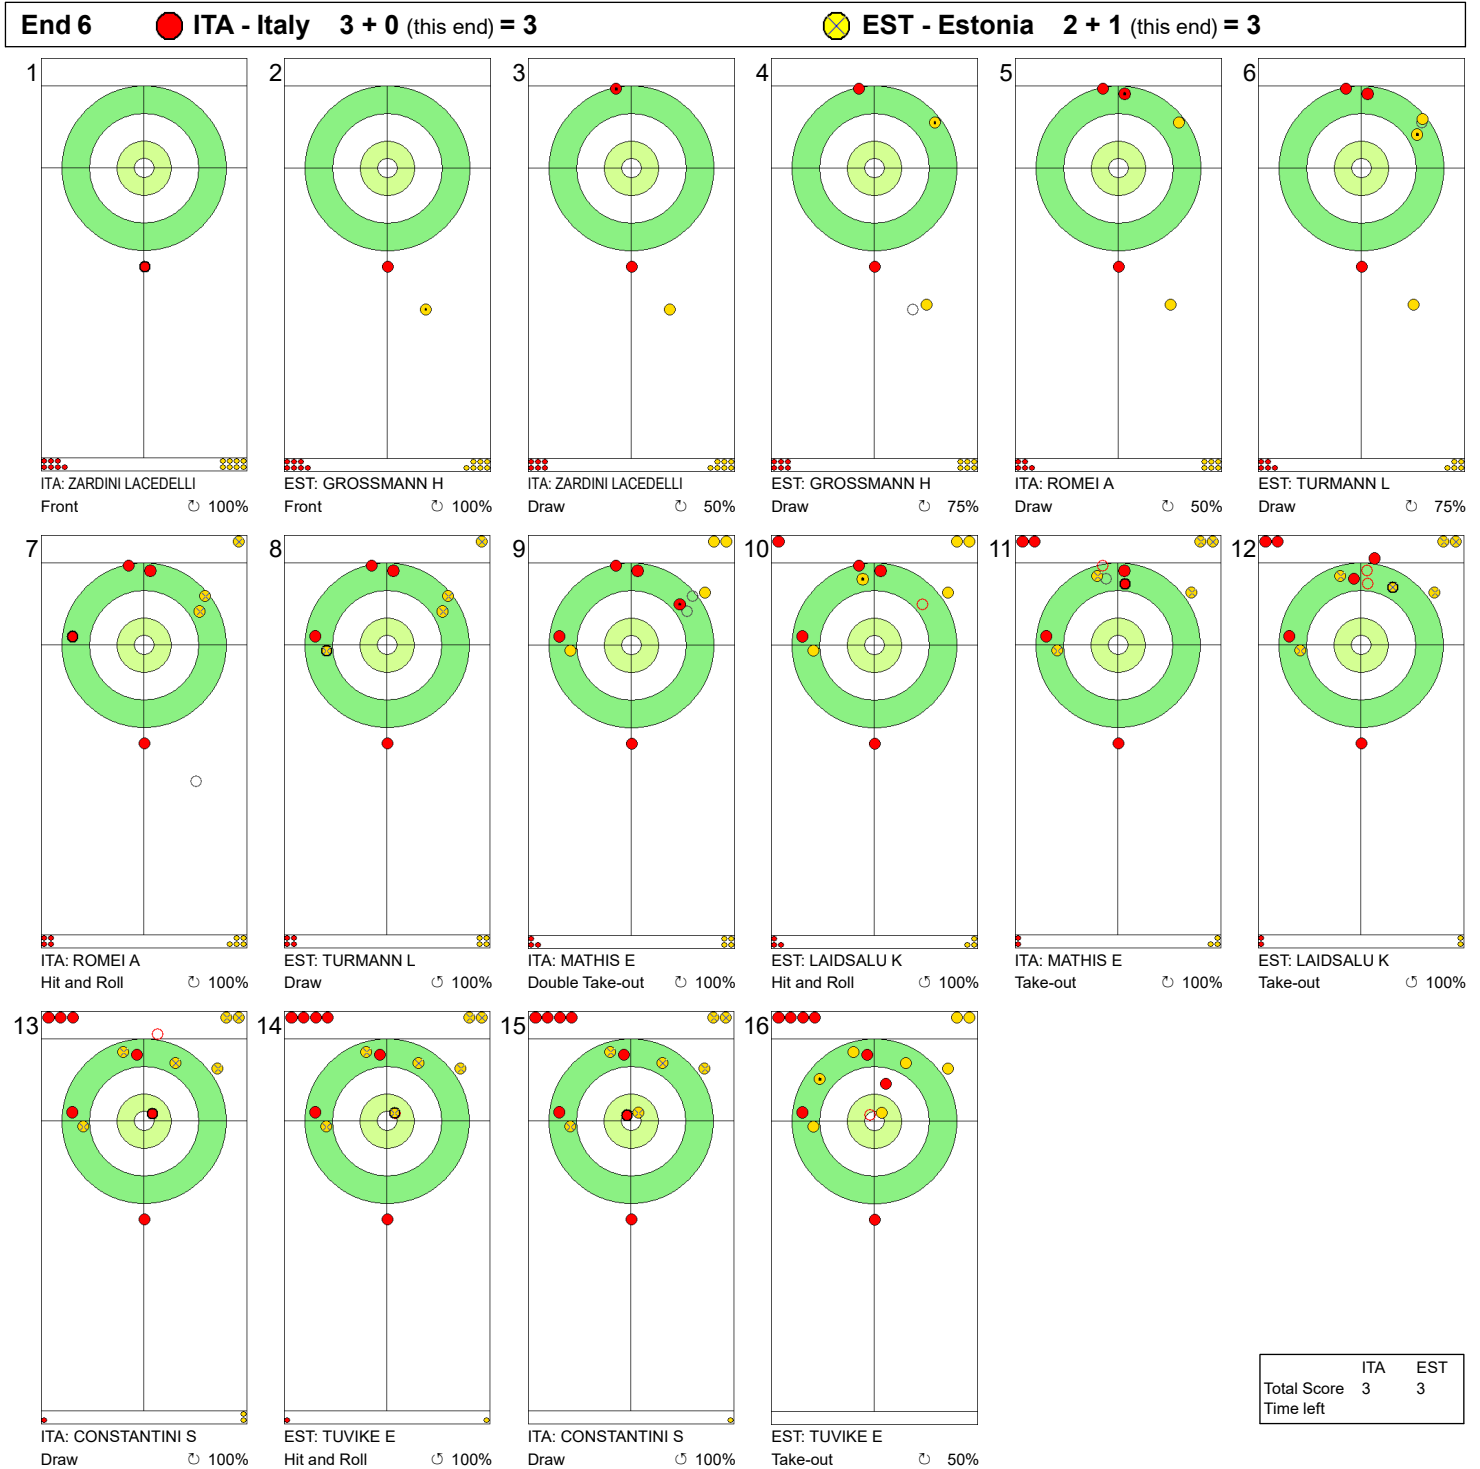 End 6 ITA - Italy 3 + 0 (this end) = 3 EST - Estonia 2 + 1 (this end) = 3
1 2 3 4 5 6
ITA: ZARDINI LACEDELLI EST: GROSSMANN H ITA: ZARDINI LACEDELLI EST: GROSSMANN H ITA: ROMEI A EST: TURMANN L
Front ↻ 100% Front ↻ 100% Draw ↻ 50% Draw ↻ 75% Draw ↻ 50% Draw ↻ 75%
7 8 9 10 11 12
ITA: ROMEI A EST: TURMANN L ITA: MATHIS E EST: LAIDSALU K ITA: MATHIS E EST: LAIDSALU K
Hit and Roll ↻ 100% Draw ↻ 100% Double Take-out ↻ 100% Hit and Roll ↻ 100% Take-out ↻ 100% Take-out ↻ 100%
13 14 15 16
ITA EST
Total Score 3 3
Time left
ITA: CONSTANTINI S EST: TUVIKE E ITA: CONSTANTINI S EST: TUVIKE E
Draw ↻ 100% Hit and Roll ↻ 100% Draw ↻ 100% Take-out ↻ 50%